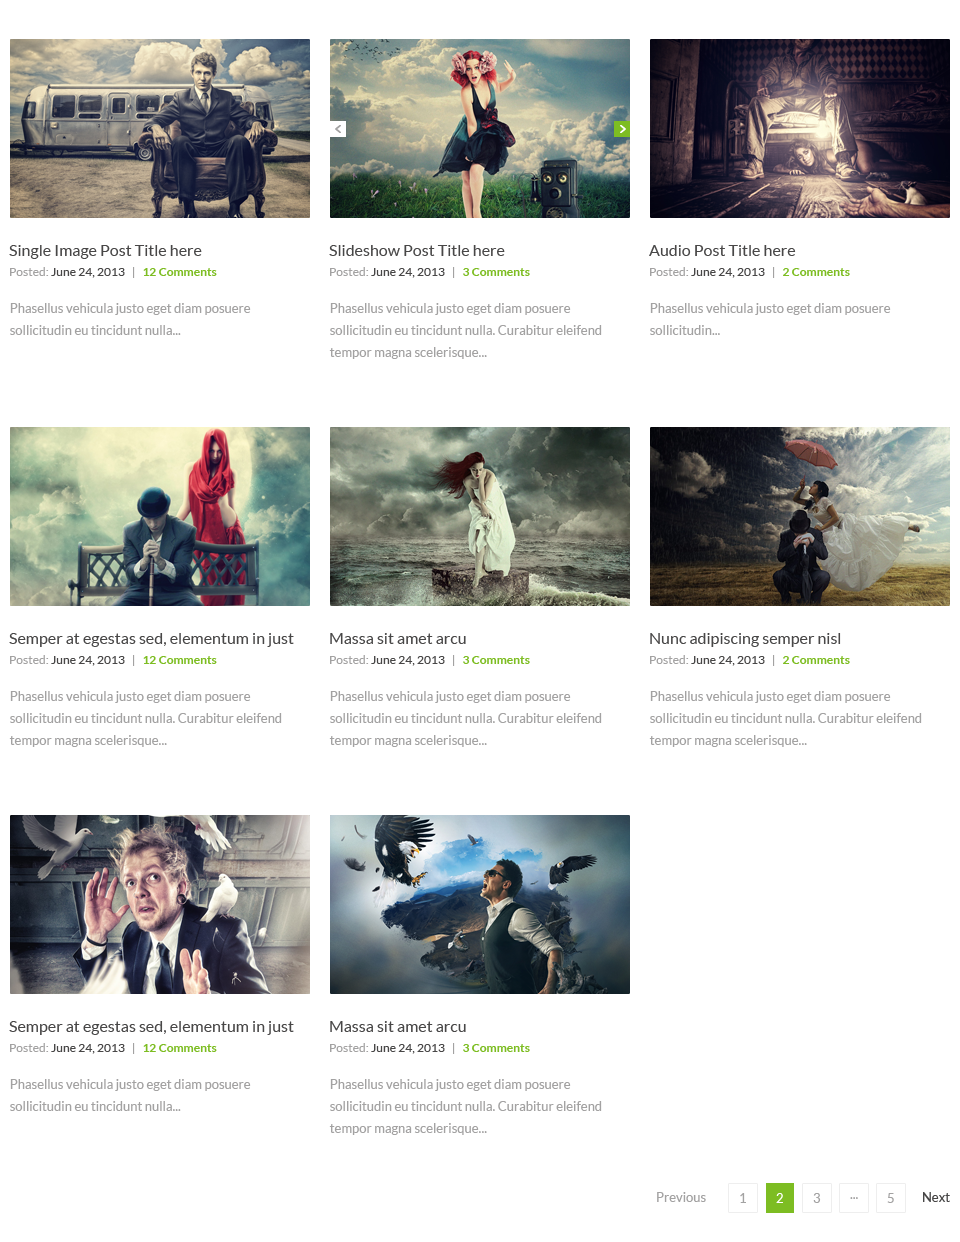 Single Image Post Title here
Posted: June 24, 2013 | 12 Comments
Phasellus vehicula justo eget diam posuere
sollicitudin eu tincidunt nulla...
Slideshow Post Title here
Posted: June 24, 2013 | 3 Comments
Phasellus vehicula justo eget diam posuere
sollicitudin eu tincidunt nulla. Curabitur eleifend
tempor magna scelerisque...
Audio Post Title here
Posted: June 24, 2013 | 2 Comments
Phasellus vehicula justo eget diam posuere
sollicitudin...
Semper at egestas sed, elementum in just
Posted: June 24, 2013 | 12 Comments
Phasellus vehicula justo eget diam posuere
sollicitudin eu tincidunt nulla. Curabitur eleifend
tempor magna scelerisque...
Massa sit amet arcu
Posted: June 24, 2013 | 3 Comments
Phasellus vehicula justo eget diam posuere
sollicitudin eu tincidunt nulla. Curabitur eleifend
tempor magna scelerisque...
Nunc adipiscing semper nisl
Posted: June 24, 2013 | 2 Comments
Phasellus vehicula justo eget diam posuere
sollicitudin eu tincidunt nulla. Curabitur eleifend
tempor magna scelerisque...
Semper at egestas sed, elementum in just
Posted: June 24, 2013 | 12 Comments
Phasellus vehicula justo eget diam posuere
sollicitudin eu tincidunt nulla...
Massa sit amet arcu
Posted: June 24, 2013 | 3 Comments
Phasellus vehicula justo eget diam posuere
sollicitudin eu tincidunt nulla. Curabitur eleifend
tempor magna scelerisque...
Previous 1 2 3 ... 5 Next